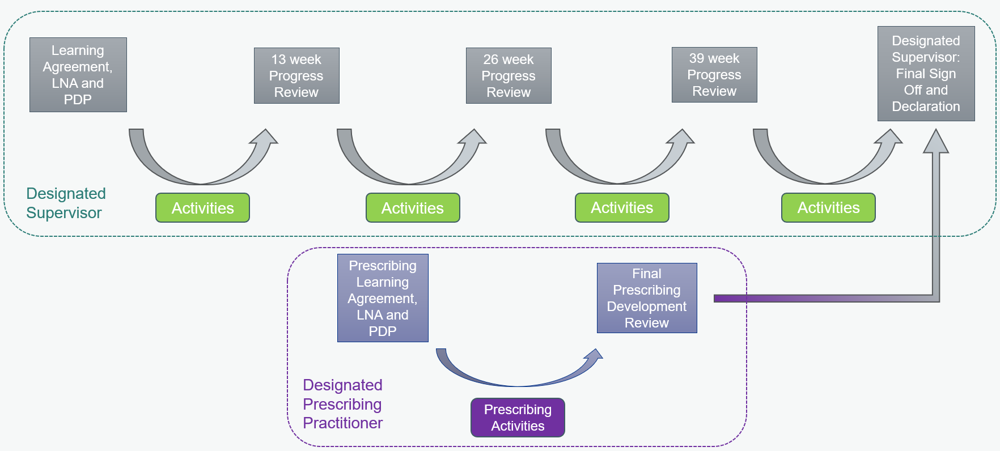 Learning
Agreement,
LNA and
PDP
13 week
Progress
Review
26 week
Progress
Review
39 week
Progress
Review
Designated
Supervisor:
Final Sign
Off and
Declaration
Designated
Supervisor
Activities
Activities
Activities
Activities
Prescribing
Learning
Agreement,
LNA and
PDP
Final
Prescribing
Development
Review
Designated
Prescribing
Practitioner
Prescribing
Activities